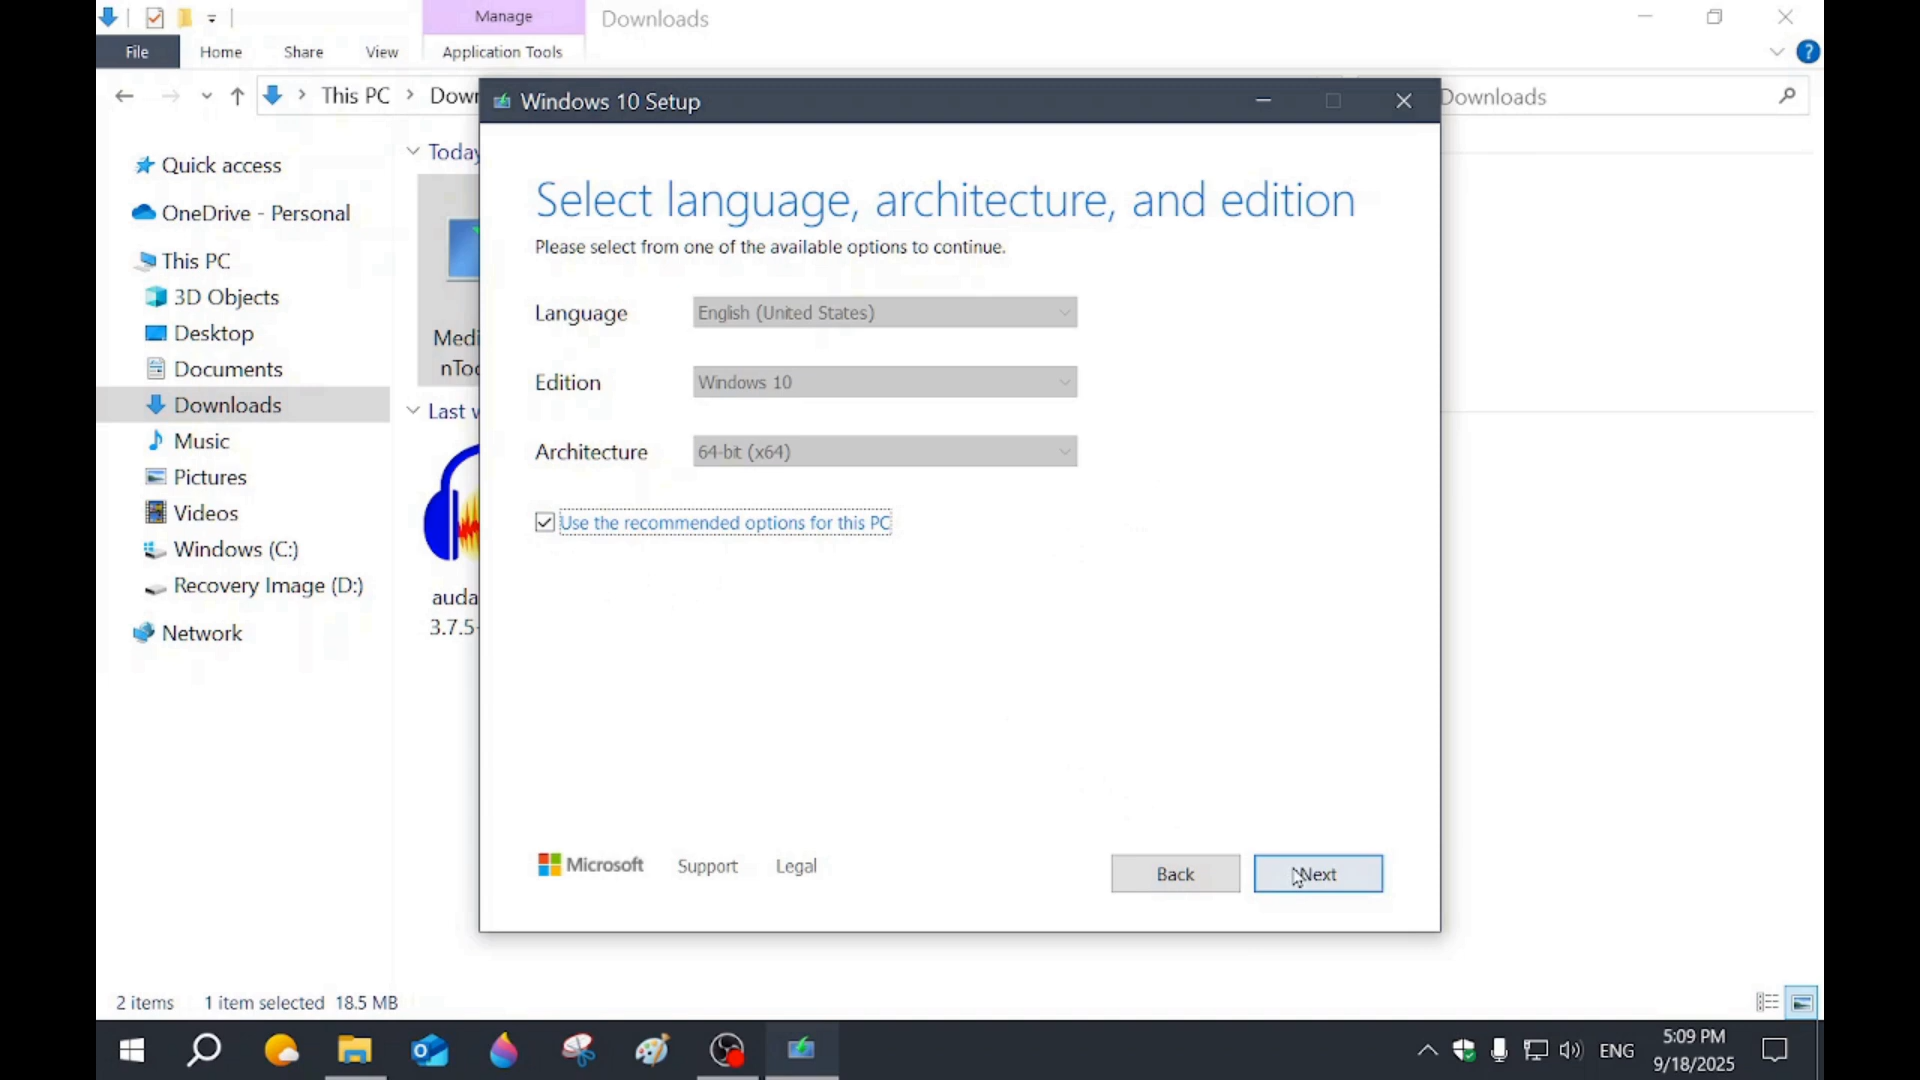 Manage
Downloads
File
Home
Share
View
Application Tools
This PC
Down
Downloads
Windows 10 Setup
Quick access
OneDrive - Personal
This PC
3D Objects
Desktop
Documents
Downloads
Music
Pictures
Videos
Windows (C:)
Recovery Image (D:)
Network
Today
Medi
nToo
Last w
auda
3.7.5-
Select language, architecture, and edition
Please select from one of the available options to continue.
Language
English (United States)
Edition
Windows 10
Architecture
64-bit (x64)
Use the recommended options for this PC
Microsoft
Support
Legal
Back
Next
2 items
1 item selected 18.5 MB
ENG
5:09 PM
9/18/2025